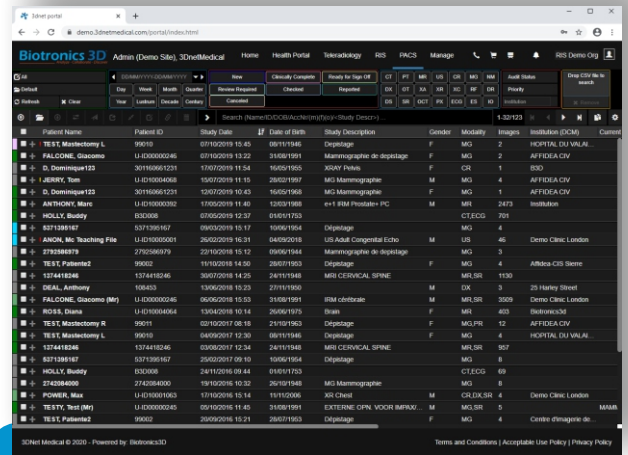 3dnet portal
demo.3dnetmedical.com/portal/index.html
Biotronics 3D Admin (Demo Site), 3DnetMedical Home Health Portal Teleradiology RIS PACS Manage RIS Demo Org
All DD/MM/YYYY-DD/MM/YYYY New Clinically Complete Ready for Sign Off CT PT MR US CR MG NM Audit Status Drop CSV file to search
Default Day Week Month Quarter Review Required Checked Reported DX OT XA XR XC RF DR Priority
Refresh Clear Year Lustrum Decade Century Canceled DS SR OCT PX ECG ES IO Institution
Search (Name/ID/DOB/AccNr/(m)(f)(c)/<Study Descr>) 1-32/123
Patient Name Patient ID Study Date Date of Birth Study Description Gender Modality Images Institution (DCM) Current
TEST, Mastectomy L 99010 07/10/2019 15:45 08/11/1946 Dépistage F MG 2 HOPITAL DU VALAI...
FALCONE, Giacomo U-ID00000246 07/10/2019 13:22 31/08/1991 Mammographie de depistage F MG 2 AFFIDEA CIV
D, Dominique123 301160661231 17/07/2019 11:54 16/05/1955 XRAY Pelvis F CR 1 B3D
JERRY, Tom U-ID10004068 15/07/2019 11:15 28/02/1957 MG Mammographie M MG 4 AFFIDEA CIV
D, Dominique123 301160661231 12/07/2019 10:43 16/05/1968 MG Mammographie F MG 1 AFFIDEA CIV
ANTHONY, Marc U-ID10000392 17/05/2019 11:40 12/03/1988 e+1 IRM Prostate+ PC M MR 2473 Institution
HOLLY, Buddy B3D008 07/05/2019 12:37 01/01/1753 CT,ECG 701
5371395167 5371395167 09/03/2019 15:17 10/06/1954 Dépistage MG 4
ANON, Mc Teaching File U-ID10005001 26/02/2019 16:31 04/09/2018 US Adult Congenital Echo M US 46 Demo Clinic London
2792586979 2792586979 22/10/2018 15:12 09/06/1944 Mammographie de depistage MG 3
TEST, Patiente2 99002 11/10/2018 14:50 28/07/1953 Dépistage F MG 4 Affidea-CIS Sierre
1374418246 1374418246 30/07/2018 14:25 24/11/1948 MRI CERVICAL SPINE MR,SR 1130
DEAL, Anthony 108453 13/06/2018 15:23 27/11/1950 M DX 3 25 Harley Street
FALCONE, Giacomo (Mr) U-ID00000246 06/06/2018 15:53 31/08/1991 IRM cérébrale M MR,SR 3509 Demo Clinic London
ROSS, Diana U-ID10004064 13/04/2018 10:14 26/06/1975 Brain F MR 403 Biotronics3d
TEST, Mastectomy R 99011 02/10/2017 08:18 21/10/1963 Dépistage F MG,PR 12 AFFIDEA CIV
TEST, Mastectomy L 99010 04/09/2017 12:30 08/11/1946 Dépistage F MG 4 HOPITAL DU VALAI...
1374418246 1374418246 03/08/2017 12:34 24/11/1948 MRI CERVICAL SPINE MR,SR 957
5371395167 5371395167 25/02/2017 09:10 10/06/1954 Dépistage MG 8
HOLLY, Buddy B3D008 24/11/2016 09:44 01/01/1753 CT,ECG 69
2742084000 2742084000 19/10/2016 10:32 26/10/1948 MG Mammographie MG 8
POWER, Max U-ID01001063 17/10/2016 15:14 11/11/2006 XR Chest M CR,DX,SR 4 Demo Clinic London
TESTY, Test (Mr) U-ID00000245 05/10/2016 11:45 31/08/1991 EXTERNE OPN. VOOR IMPAX/... M MG,SR 5 MAM
TEST, Patiente2 99002 20/09/2016 15:21 28/07/1953 Dépistage F MG 4 Centre d'imagerie de...
3DNet Medical © 2020 - Powered by: Biotronics3D Terms and Conditions | Acceptable Use Policy | Privacy Policy